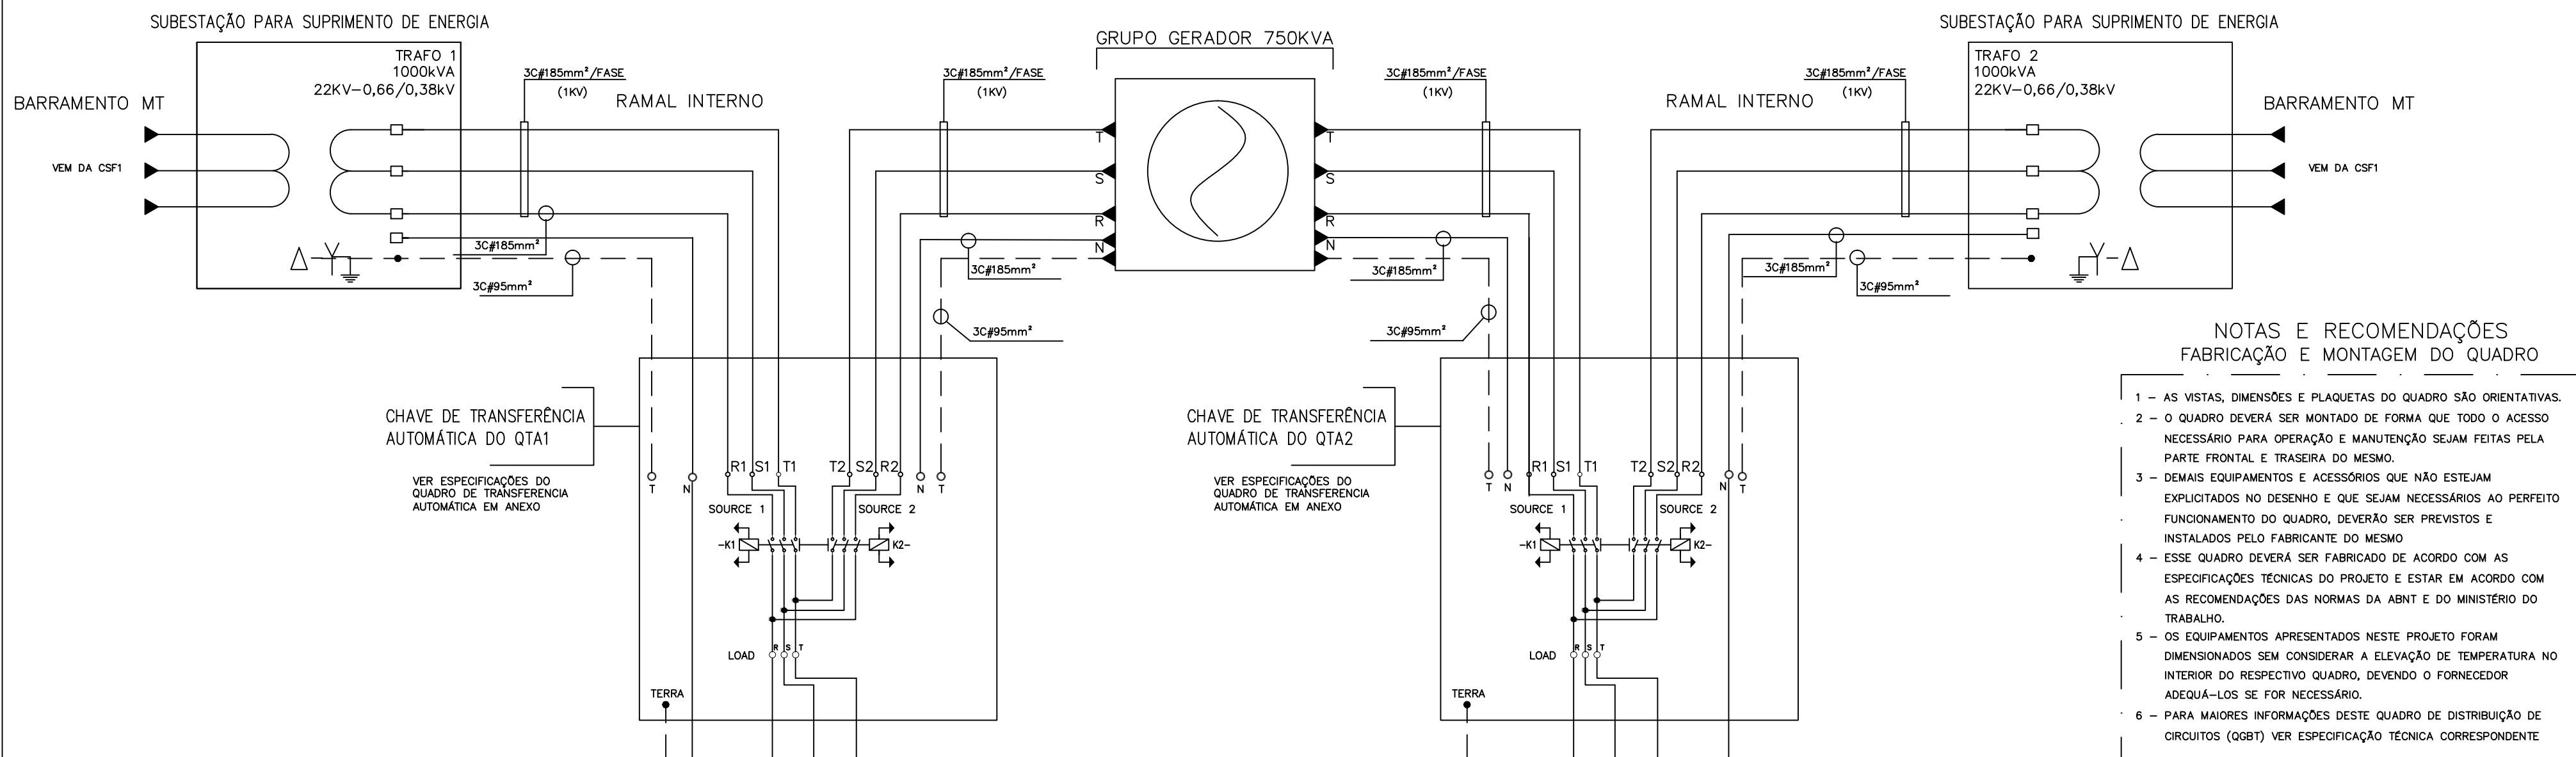 SUBESTAÇÃO PARA SUPRIMENTO DE ENERGIA
TRAFO 1
1000kVA
22KV-0,66/0,38kV
BARRAMENTO MT
VEM DA CSF1
3C#185mm²/FASE
(1KV)
RAMAL INTERNO
3C#185mm²
3C#95mm²
3C#185mm²/FASE
(1KV)
GRUPO GERADOR 750KVA
T
S
R
N
T
S
R
N
3C#185mm²
3C#95mm²
3C#185mm²/FASE
(1KV)
3C#185mm²
3C#95mm²
SUBESTAÇÃO PARA SUPRIMENTO DE ENERGIA
TRAFO 2
1000kVA
22KV-0,66/0,38kV
BARRAMENTO MT
VEM DA CSF1
RAMAL INTERNO
3C#185mm²/FASE
(1KV)
3C#185mm²
3C#95mm²
CHAVE DE TRANSFERÊNCIA
AUTOMÁTICA DO QTA1
VER ESPECIFICAÇÕES DO
QUADRO DE TRANSFERENCIA
AUTOMÁTICA EM ANEXO
T
N
R1 S1 T1
T2 S2 R2
N
T
SOURCE 1
SOURCE 2
-K1
K2-
LOAD
R S T
TERRA
CHAVE DE TRANSFERÊNCIA
AUTOMÁTICA DO QTA2
VER ESPECIFICAÇÕES DO
QUADRO DE TRANSFERENCIA
AUTOMÁTICA EM ANEXO
T
N
R1 S1 T1
T2 S2 R2
N
T
SOURCE 1
SOURCE 2
-K1
K2-
LOAD
R S T
TERRA
NOTAS E RECOMENDAÇÕES
FABRICAÇÃO E MONTAGEM DO QUADRO
1 - AS VISTAS, DIMENSÕES E PLAQUETAS DO QUADRO SÃO ORIENTATIVAS.
2 - O QUADRO DEVERÁ SER MONTADO DE FORMA QUE TODO O ACESSO
NECESSÁRIO PARA OPERAÇÃO E MANUTENÇÃO SEJAM FEITAS PELA
PARTE FRONTAL E TRASEIRA DO MESMO.
3 - DEMAIS EQUIPAMENTOS E ACESSÓRIOS QUE NÃO ESTEJAM
EXPLICITADOS NO DESENHO E QUE SEJAM NECESSÁRIOS AO PERFEITO
FUNCIONAMENTO DO QUADRO, DEVERÃO SER PREVISTOS E
INSTALADOS PELO FABRICANTE DO MESMO
4 - ESSE QUADRO DEVERÁ SER FABRICADO DE ACORDO COM AS
ESPECIFICAÇÕES TÉCNICAS DO PROJETO E ESTAR EM ACORDO COM
AS RECOMENDAÇÕES DAS NORMAS DA ABNT E DO MINISTÉRIO DO
TRABALHO.
5 - OS EQUIPAMENTOS APRESENTADOS NESTE PROJETO FORAM
DIMENSIONADOS SEM CONSIDERAR A ELEVAÇÃO DE TEMPERATURA NO
INTERIOR DO RESPECTIVO QUADRO, DEVENDO O FORNECEDOR
ADEQUÁ-LOS SE FOR NECESSÁRIO.
6 - PARA MAIORES INFORMAÇÕES DESTE QUADRO DE DISTRIBUIÇÃO DE
CIRCUITOS (QGBT) VER ESPECIFICAÇÃO TÉCNICA CORRESPONDENTE